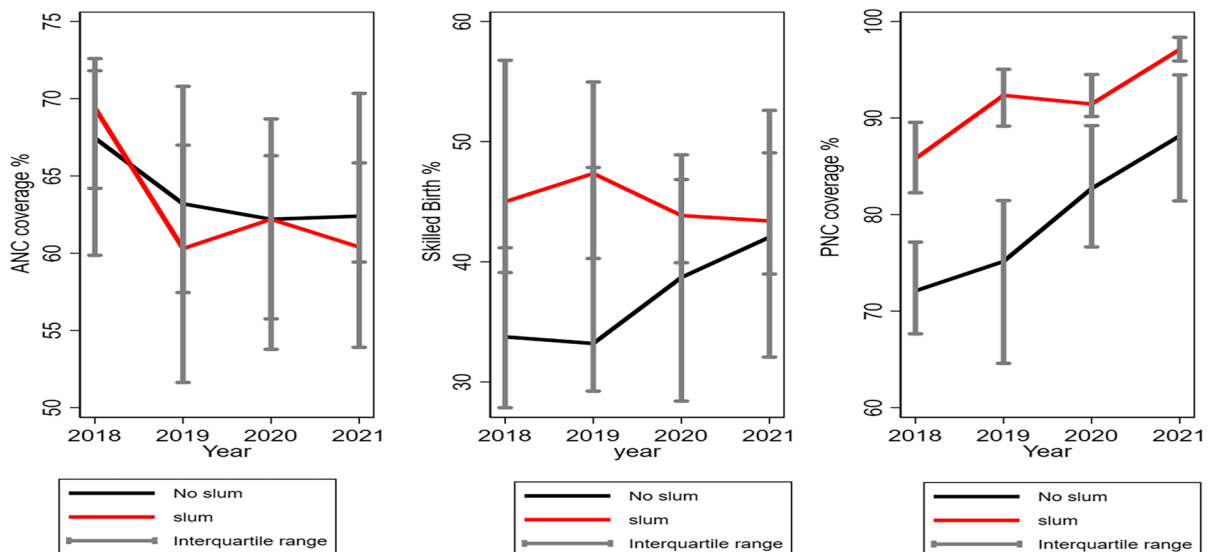 ANC coverage %
75
70
65
60
55
50
2018 2019 2020 2021
Year
No slum
slum
Interquartile range
Skilled Birth %
60
50
40
30
2018 2019 2020 2021
year
No slum
slum
Interquartile range
PNC coverage %
100
90
80
70
60
2018 2019 2020 2021
Year
No slum
slum
Interquartile range